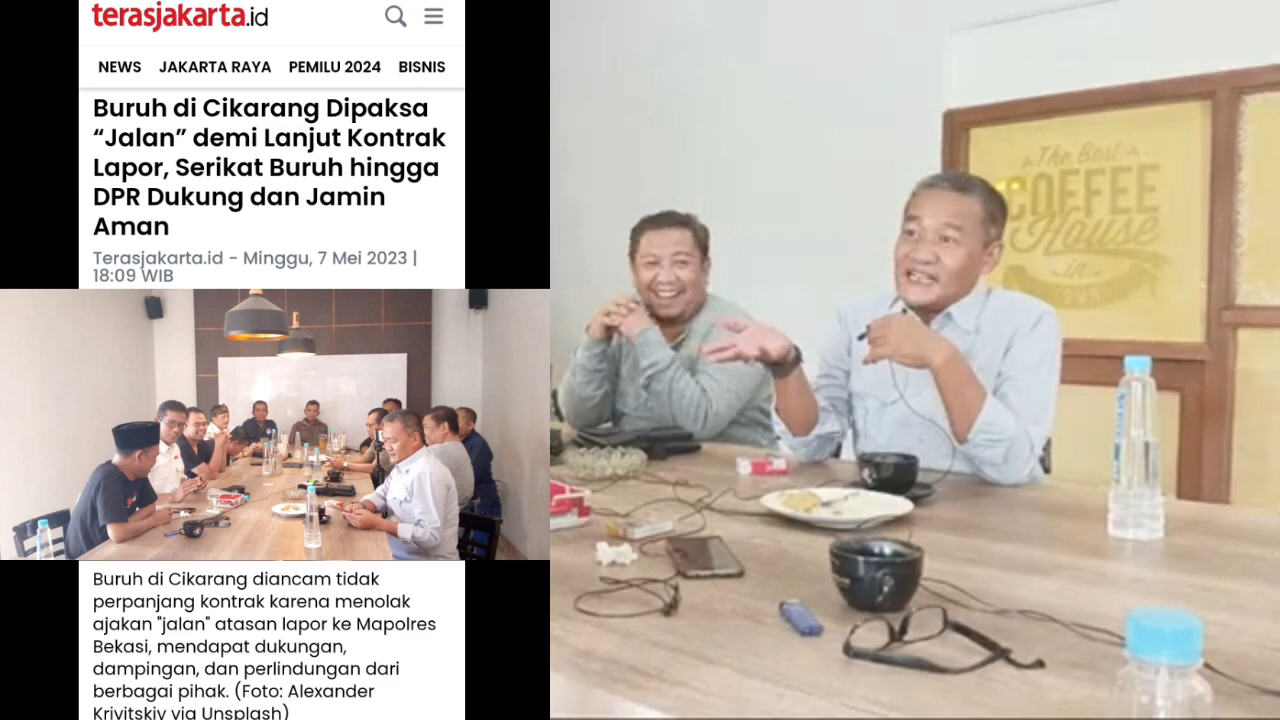 terasjakarta.id
NEWS JAKARTA RAYA PEMILU 2024 BISNIS
Buruh di Cikarang Dipaksa
“Jalan” demi Lanjut Kontrak
Lapor, Serikat Buruh hingga
DPR Dukung dan Jamin
Aman
Terasjakarta.id - Minggu, 7 Mei 2023 |
18:09 WIB
Buruh di Cikarang diancam tidak
perpanjang kontrak karena menolak
ajakan "jalan" atasan lapor ke Mapolres
Bekasi, mendapat dukungan,
dampingan, dan perlindungan dari
berbagai pihak. (Foto: Alexander
Krivitskiy via Unsplash)
The Best
COFFEE
House
in